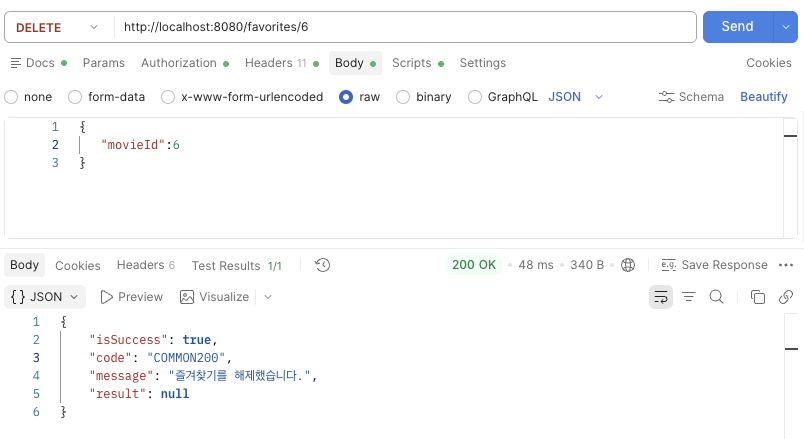 DELETE http://localhost:8080/favorites/6 Send
Docs Params Authorization Headers 11 Body Scripts Settings Cookies
none form-data x-www-form-urlencoded raw binary GraphQL JSON Schema Beautify
1 {
2 "movieId":6
3 }
Body Cookies Headers 6 Test Results 1/1 200 OK 48 ms 340 B e.g. Save Response
{} JSON Preview Visualize
1 {
2 "isSuccess": true,
3 "code": "COMMON200",
4 "message": "즐겨찾기를 해제했습니다.",
5 "result": null
6 }